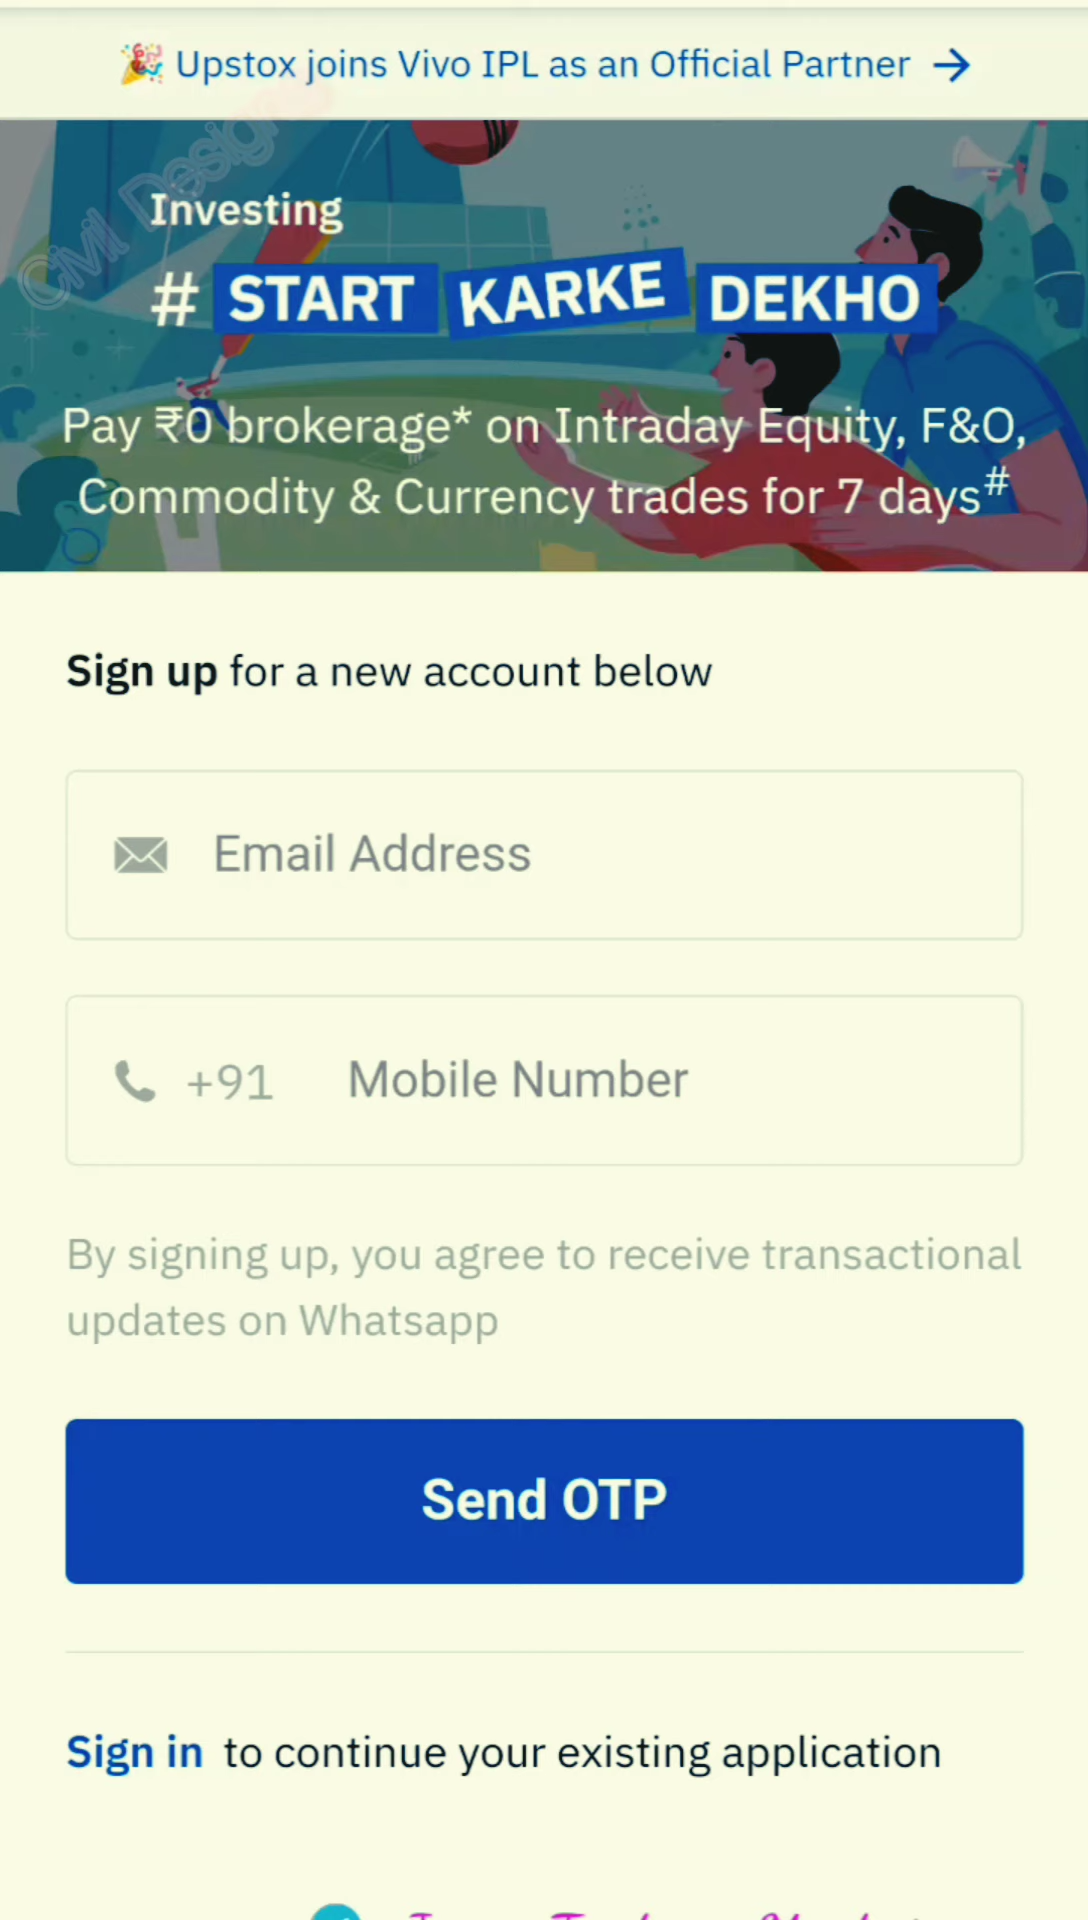 🎉 Upstox joins Vivo IPL as an Official Partner →
Civil Designs
Investing
# START KARKE DEKHO
Pay ₹0 brokerage* on Intraday Equity, F&O,
Commodity & Currency trades for 7 days#
Sign up for a new account below
Email Address
+91 Mobile Number
By signing up, you agree to receive transactional
updates on Whatsapp
Send OTP
Sign in to continue your existing application